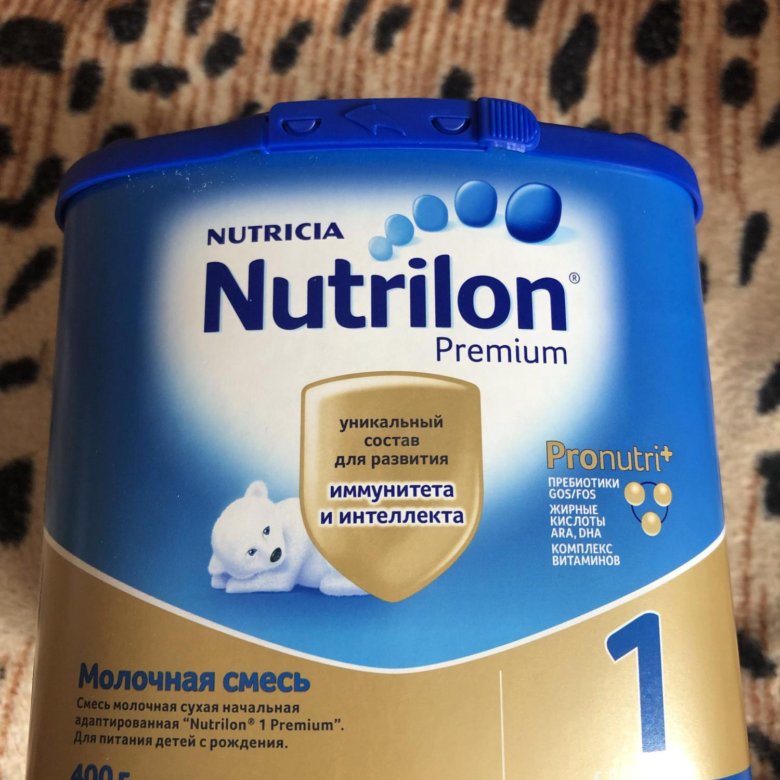 NUTRICIA
Nutrilon®
Premium
уникальный
состав
для развития
иммунитета
и интеллекта
Pronutri+
ПРЕБИОТИКИ
GOS/FOS
ЖИРНЫЕ
КИСЛОТЫ
ARA, DHA
КОМПЛЕКС
ВИТАМИНОВ
1
Молочная смесь
Смесь молочная сухая начальная
адаптированная “Nutrilon® 1 Premium”.
Для питания детей с рождения.
400 г